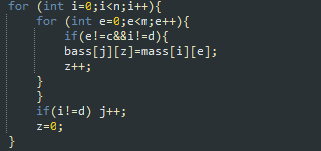 for (int i=0;i<n;i++){
for (int e=0;e<m;e++){
if(e!=c&&i!=d){
bass[j][z]=mass[i][e];
z++;
}
}
if(i!=d) j++;
z=0;
}